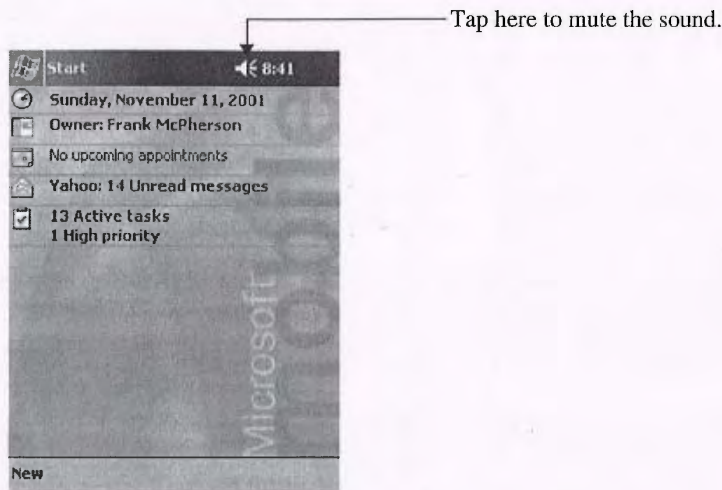 Tap here to mute the sound.
Start 8:41
Sunday, November 11, 2001
Owner: Frank McPherson
No upcoming appointments
Yahoo: 14 Unread messages
13 Active tasks
1 High priority
Microsoft
mobile
New